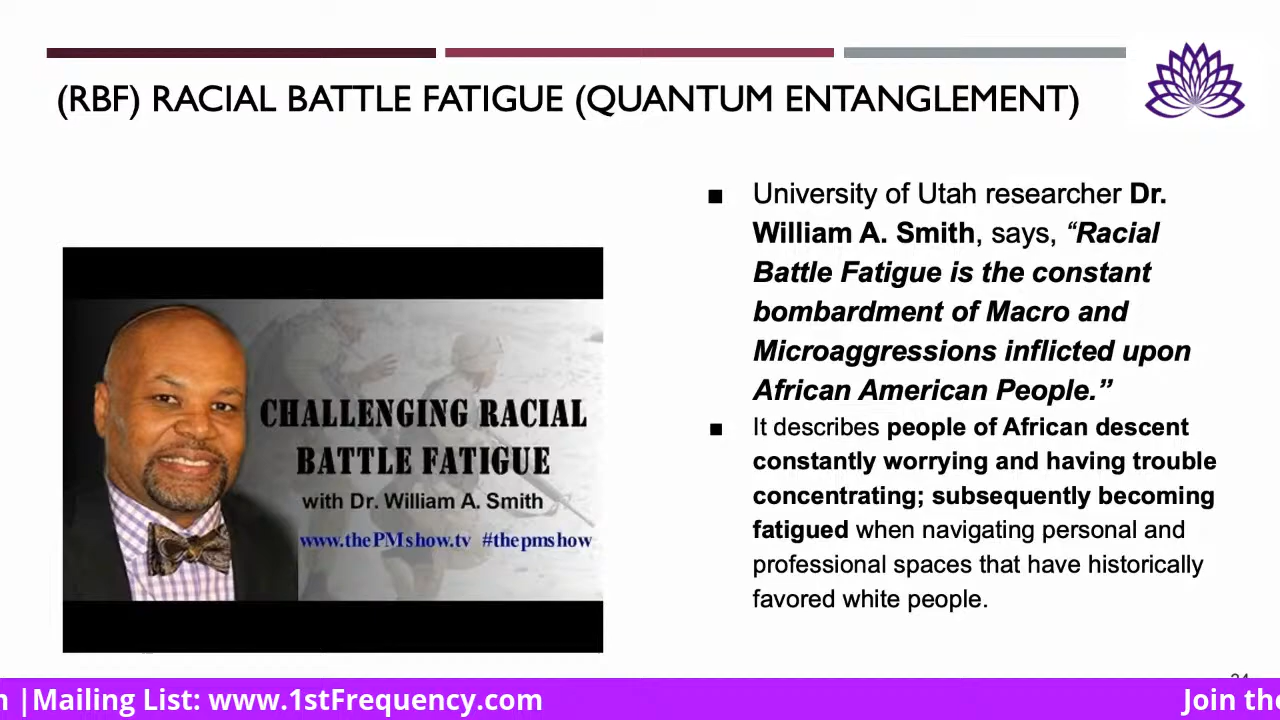 (RBF) RACIAL BATTLE FATIGUE (QUANTUM ENTANGLEMENT)
CHALLENGING RACIAL
BATTLE FATIGUE
with Dr. William A. Smith
www.thePMshow.tv #thepmshow
■ University of Utah researcher Dr.
William A. Smith, says, “Racial
Battle Fatigue is the constant
bombardment of Macro and
Microaggressions inflicted upon
African American People.”
■ It describes people of African descent
constantly worrying and having trouble
concentrating; subsequently becoming
fatigued when navigating personal and
professional spaces that have historically
favored white people.
|Mailing List: www.1stFrequency.com
Join the